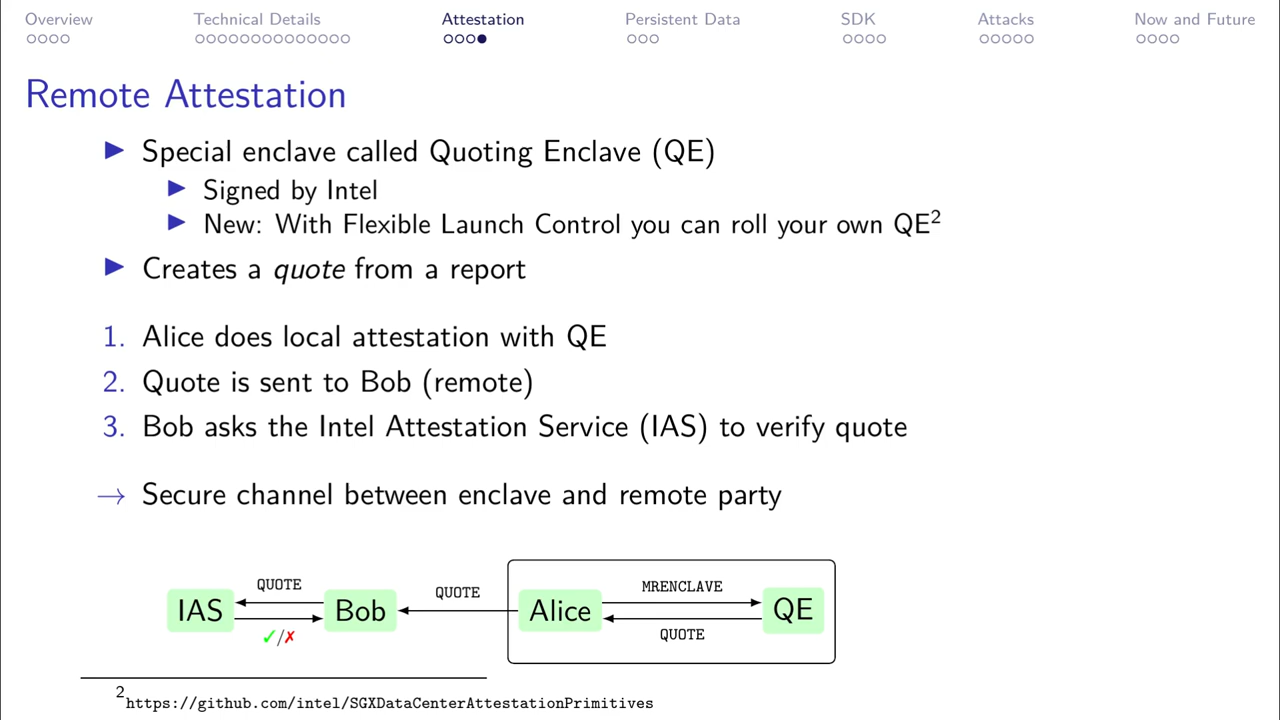 Overview Technical Details Attestation Persistent Data SDK Attacks Now and Future
Remote Attestation
Special enclave called Quoting Enclave (QE)
Signed by Intel
New: With Flexible Launch Control you can roll your own QE2
Creates a quote from a report
1. Alice does local attestation with QE
2. Quote is sent to Bob (remote)
3. Bob asks the Intel Attestation Service (IAS) to verify quote
→ Secure channel between enclave and remote party
QUOTE QUOTE MRENCLAVE
IAS Bob Alice QE
✓/✗ QUOTE
2https://github.com/intel/SGXDataCenterAttestationPrimitives